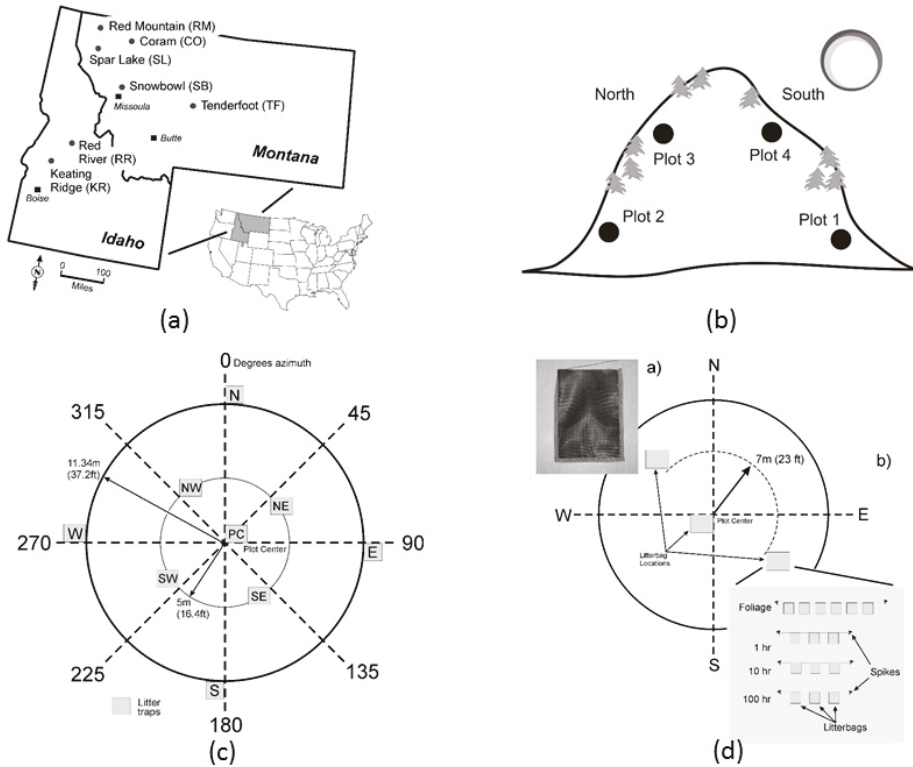 Red Mountain (RM)
Coram (CO)
Spar Lake (SL)
Snowbowl (SB)
Missoula
Tenderfoot (TF)
Butte
Red
River (RR)
Montana
Keating
Ridge (KR)
Boise
Idaho
N
0 100
Miles
(a)
North
South
Plot 3
Plot 4
Plot 2
Plot 1
(b)
0 Degrees azimuth
N
315
45
11.34m
(37.2ft)
NW
NE
W
PC
Plot Center
270
90
E
SW
SE
5m
(16.4ft)
225
135
S
Litter
traps
180
(c)
a)
N
7m (23 ft)
b)
W
E
Plot Center
Litterbag
Locations
Foliage
1 hr
S
10 hr
Spikes
100 hr
Litterbags
(d)